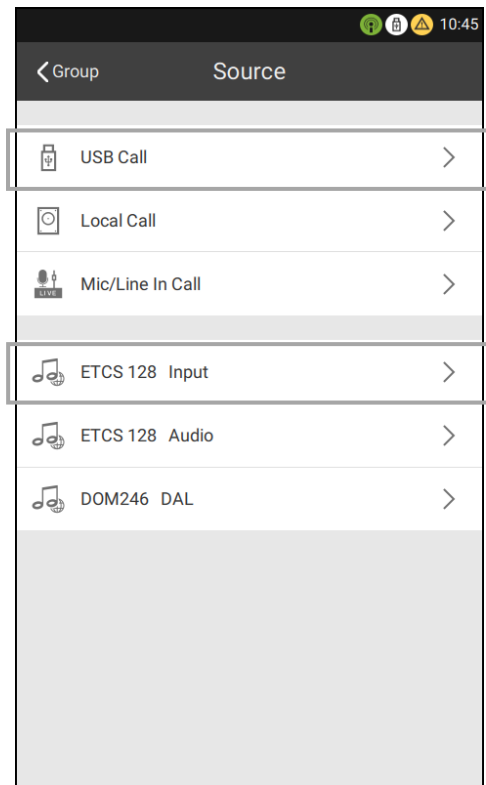 10:45
Group Source
USB Call
Local Call
LIVE Mic/Line In Call
ETCS 128 Input
ETCS 128 Audio
DOM246 DAL